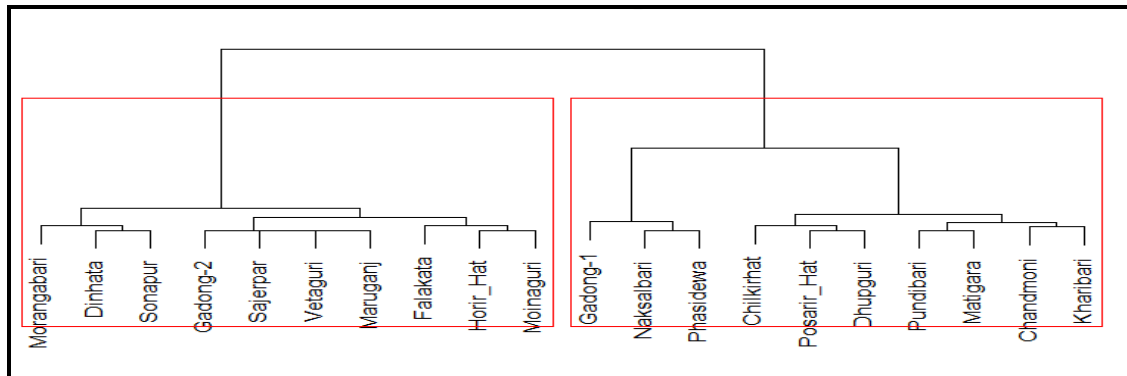 Morangabari
Dinhata
Sonapur
Gadong-2
Sajerpar
Vetaguri
Maruganj
Falakata
Horir_Hat
Moinaguri
Gadong-1
Naksalbari
Phasidewa
Chilkirhat
Posarir_Hat
Dhupguri
Pundibari
Matigara
Chandmoni
Kharibari